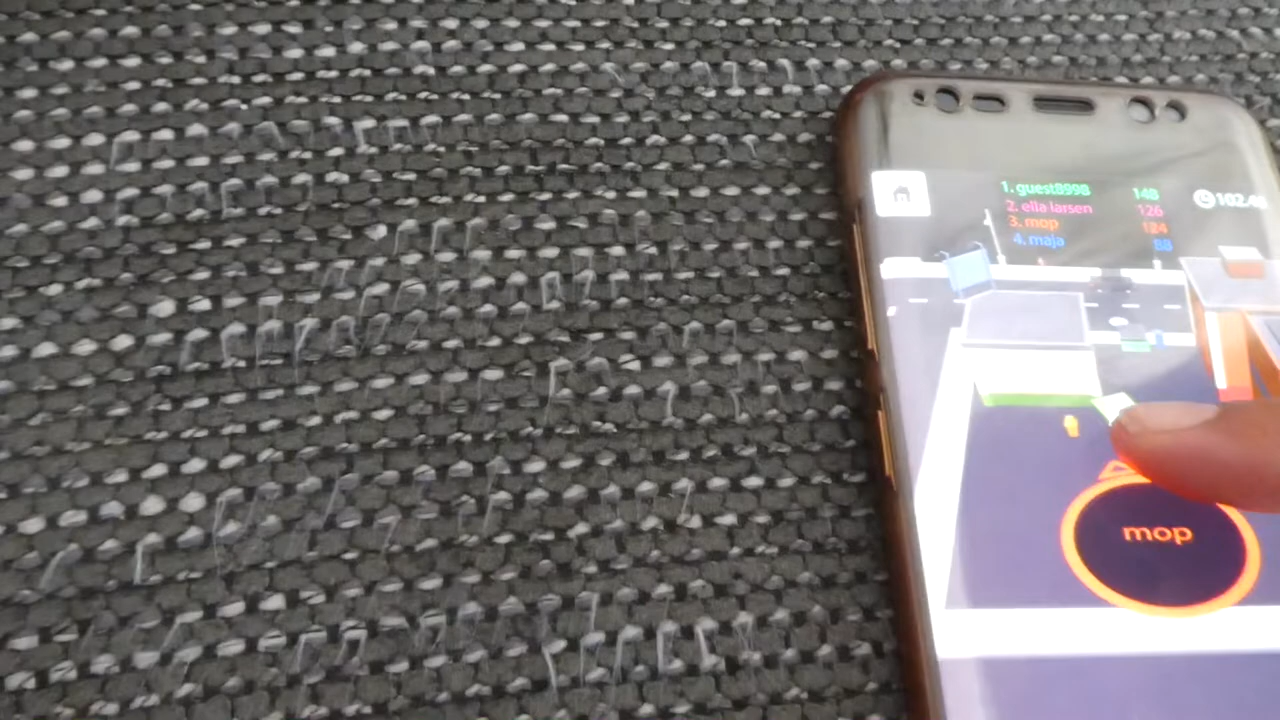 1. guest8998 148
2. ella larsen 126
3. mop 124
4. maja 88
mop